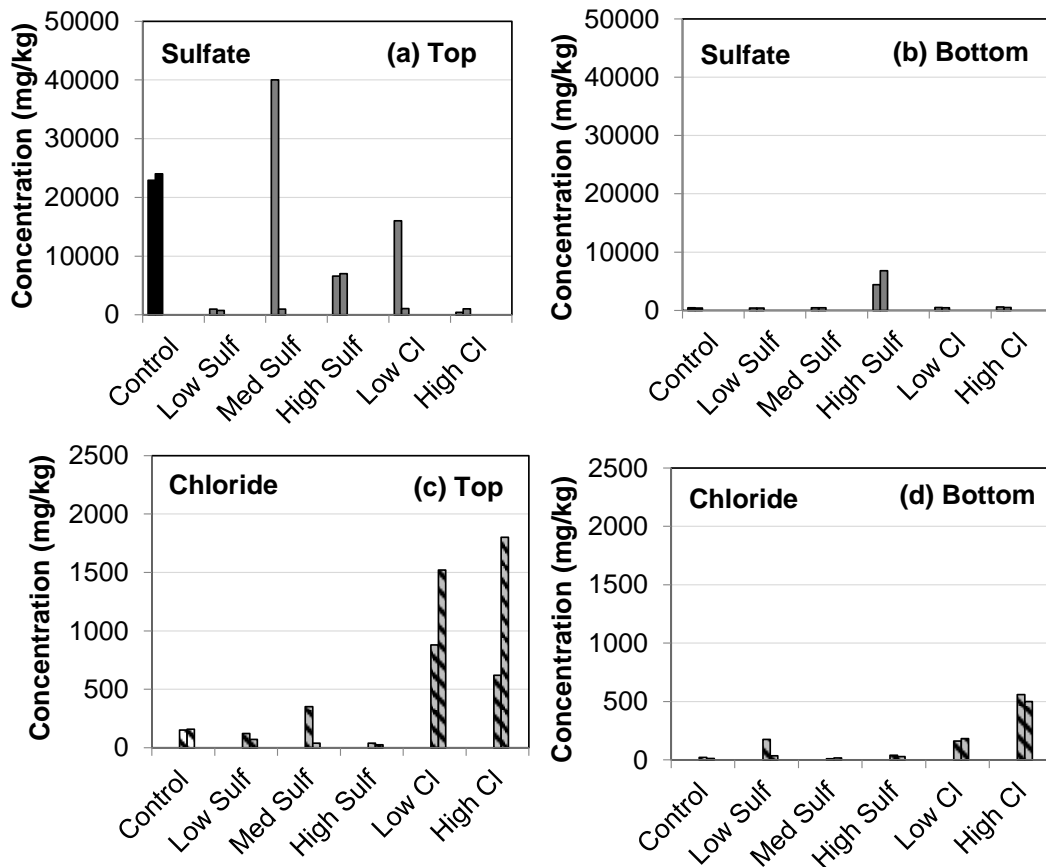 Concentration (mg/kg)
50000
40000
30000
20000
10000
0
Sulfate
(a) Top
Control
Low Sulf
Med Sulf
High Sulf
Low Cl
High Cl
Concentration (mg/kg)
50000
40000
30000
20000
10000
0
Sulfate
(b) Bottom
Control
Low Sulf
Med Sulf
High Sulf
Low Cl
High Cl
Concentration (mg/kg)
2500
2000
1500
1000
500
0
Chloride
(c) Top
Control
Low Sulf
Med Sulf
High Sulf
Low Cl
High Cl
Concentration (mg/kg)
2500
2000
1500
1000
500
0
Chloride
(d) Bottom
Control
Low Sulf
Med Sulf
High Sulf
Low Cl
High Cl